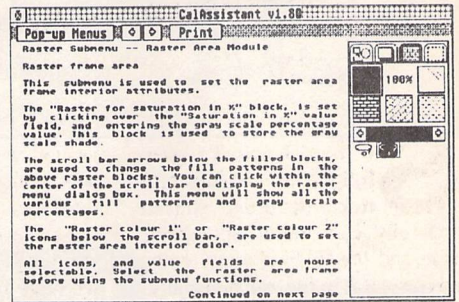 CalAssistant v1.80
Pop-up Menus Print
Raster Submenu -- Raster Area Module
Raster frame area
This submenu is used to set the raster area
frame interior attributes.
The "Raster for saturation in %" block, is set
by clicking over the "Saturation in %" value
field, and entering the gray scale percentage
value. This block is used to store the gray
scale shade.
The scroll bar arrows below the filled blocks,
are used to change the fill patterns in the
above raster blocks. You can click within the
center of the scroll bar to display the raster
menu dialog box. This menu will show all the
various fill patterns and gray scale
percentages.
The "Raster colour 1" or "Raster colour 2"
icons below the scroll bar, are used to set
the raster area interior color.
All icons, and value fields are mouse
selectable. Select the raster area frame
before using the submenu functions.
Continued on next page
100%